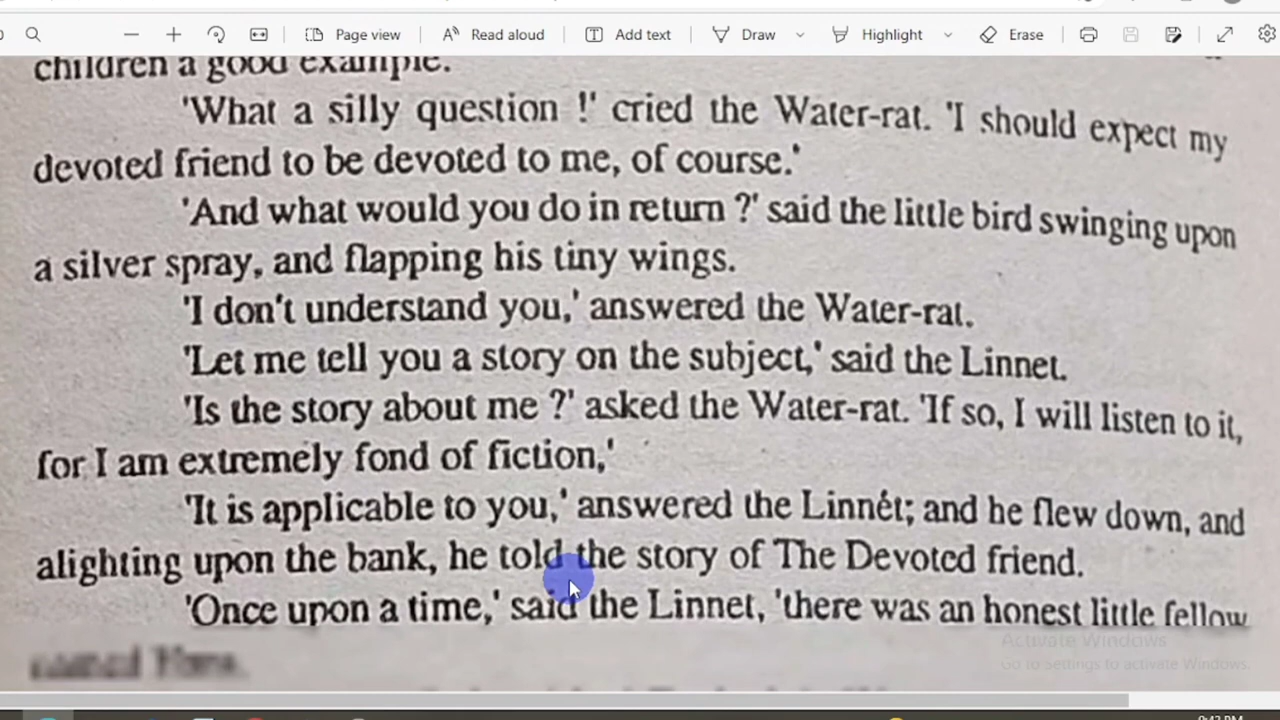 Page view
Read aloud
Add text
Draw
Highlight
Erase
children a good example.
'What a silly question !' cried the Water-rat. 'I should expect my
devoted friend to be devoted to me, of course.'
'And what would you do in return ?' said the little bird swinging upon
a silver spray, and flapping his tiny wings.
'I don't understand you,' answered the Water-rat.
'Let me tell you a story on the subject,' said the Linnet.
'Is the story about me ?' asked the Water-rat. 'If so, I will listen to it,
for I am extremely fond of fiction,'
'It is applicable to you,' answered the Linnet; and he flew down, and
alighting upon the bank, he told the story of The Devoted friend.
'Once upon a time,' said the Linnet, 'there was an honest little fellow
Activate Windows
Go to Settings to activate Windows.